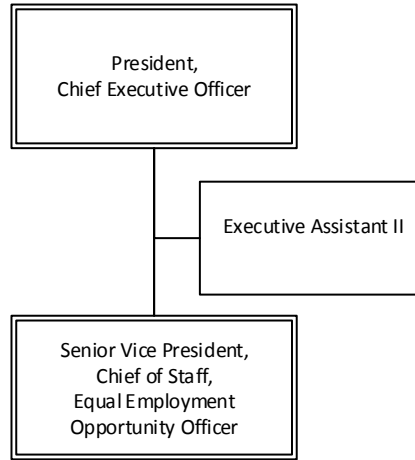 President,
Chief Executive Officer
Executive Assistant II
Senior Vice President,
Chief of Staff,
Equal Employment
Opportunity Officer